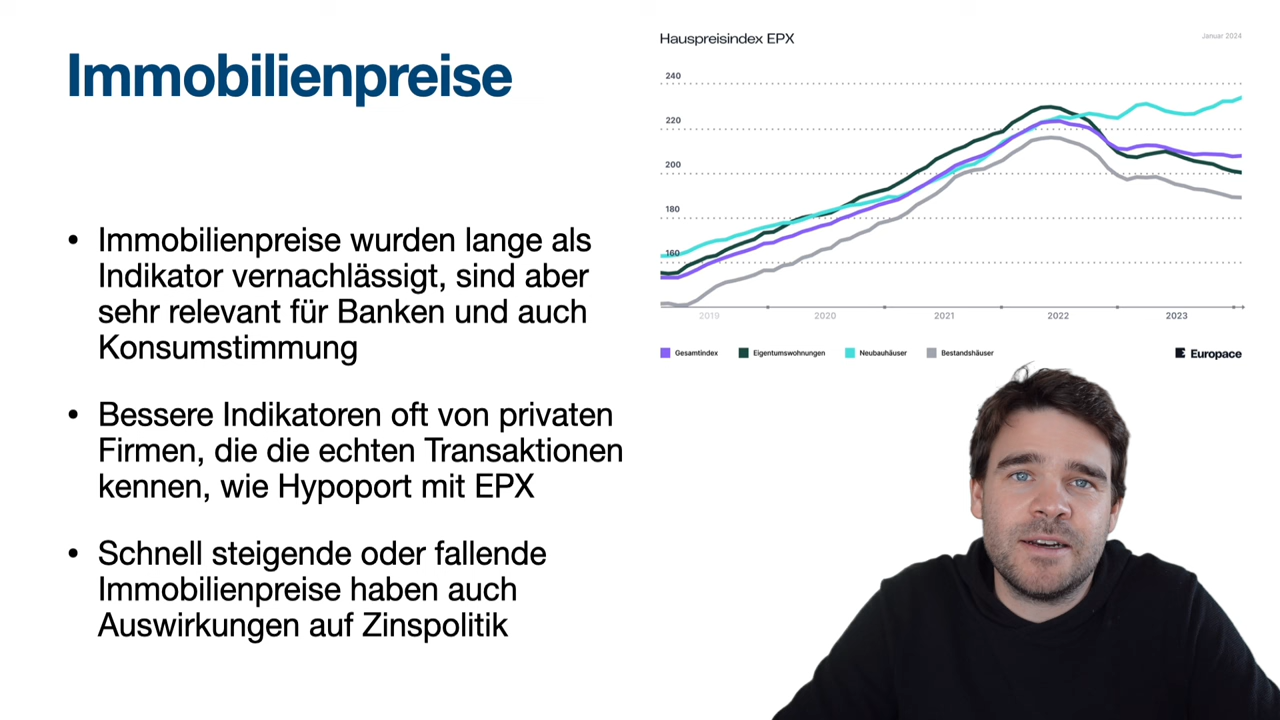 Immobilienpreise
• Immobilienpreise wurden lange als
Indikator vernachlässigt, sind aber
sehr relevant für Banken und auch
Konsumstimmung
• Bessere Indikatoren oft von privaten
Firmen, die die echten Transaktionen
kennen, wie Hypoport mit EPX
• Schnell steigende oder fallende
Immobilienpreise haben auch
Auswirkungen auf Zinspolitik
Hauspreisindex EPX
Januar 2024
240
220
200
180
160
2019 2020 2021 2022 2023
Gesamtindex Eigentumswohnungen Neubauhäuser Bestandshäuser
Europace